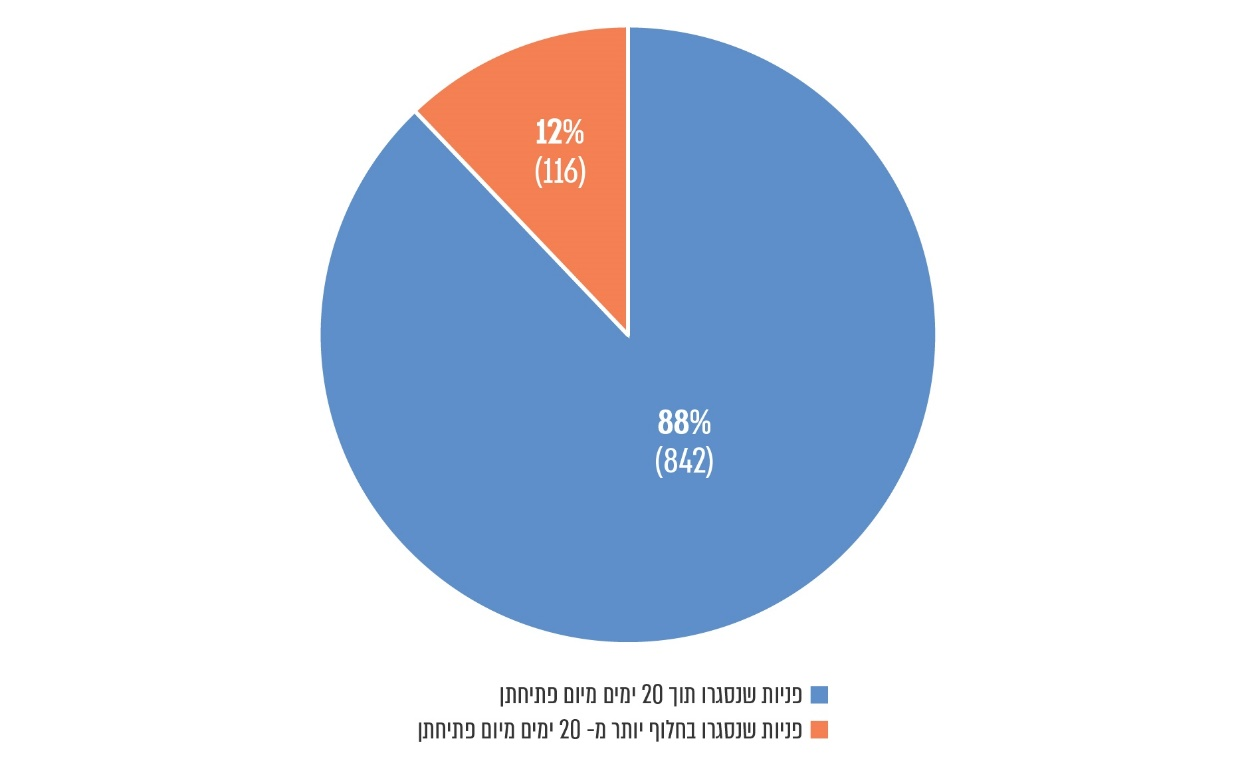 12%
(116)
88%
(842)
פניות שנסגרו תוך 20 ימים מיום פתיחתן
פניות שנסגרו בחלוף יותר מ- 20 ימים מיום פתיחתן